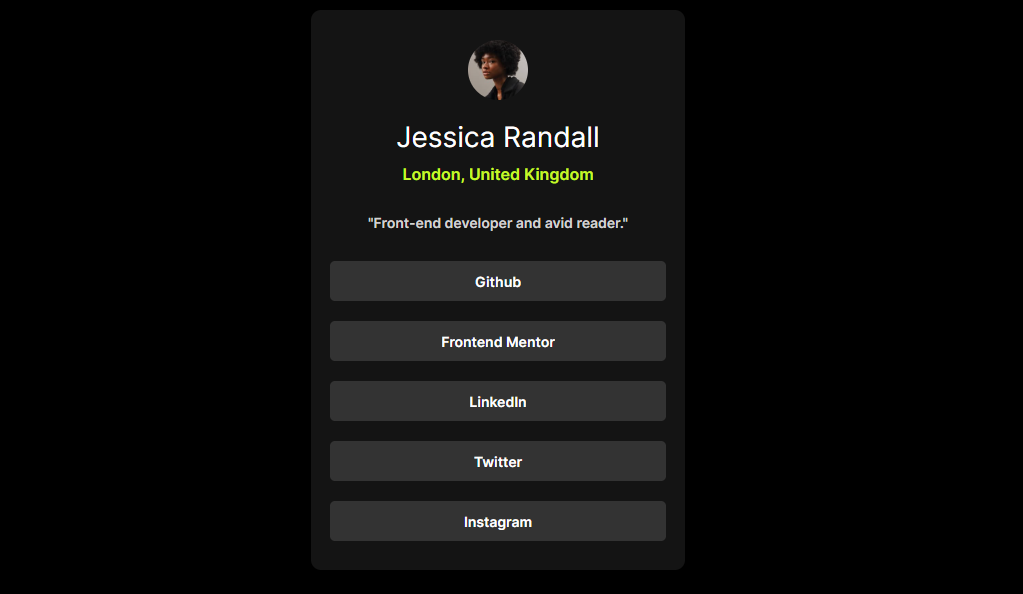 Jessica Randall
London, United Kingdom
"Front-end developer and avid reader."
Github
Frontend Mentor
LinkedIn
Twitter
Instagram